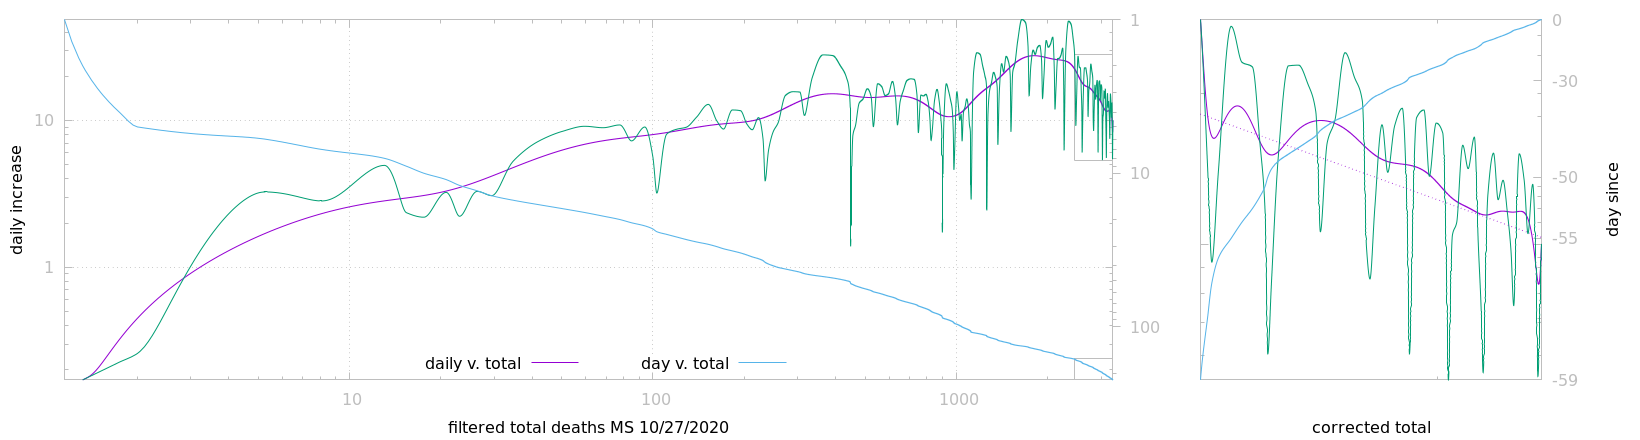 daily increase
10
1
10
100
1000
1
10
100
daily v. total
day v. total
filtered total deaths MS 10/27/2020
0
-30
-50
-55
-59
day since
corrected total